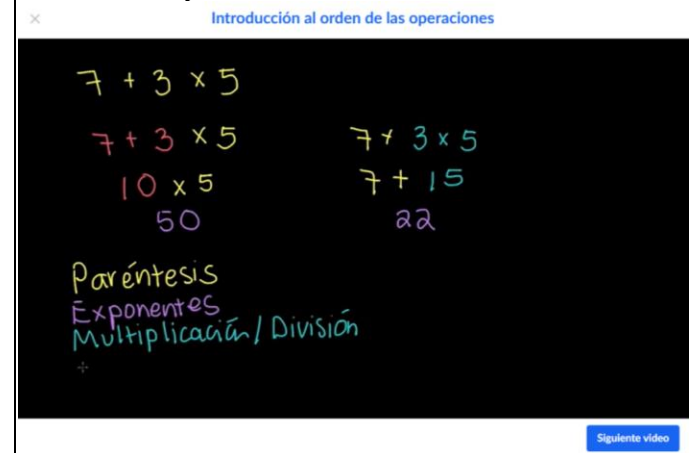 × Introducción al orden de las operaciones
7 + 3 × 5
7 + 3 × 5
10 × 5
50
7 + 3 × 5
7 + 15
22
Paréntesis
Exponentes
Multiplicación / División
Siguiente video